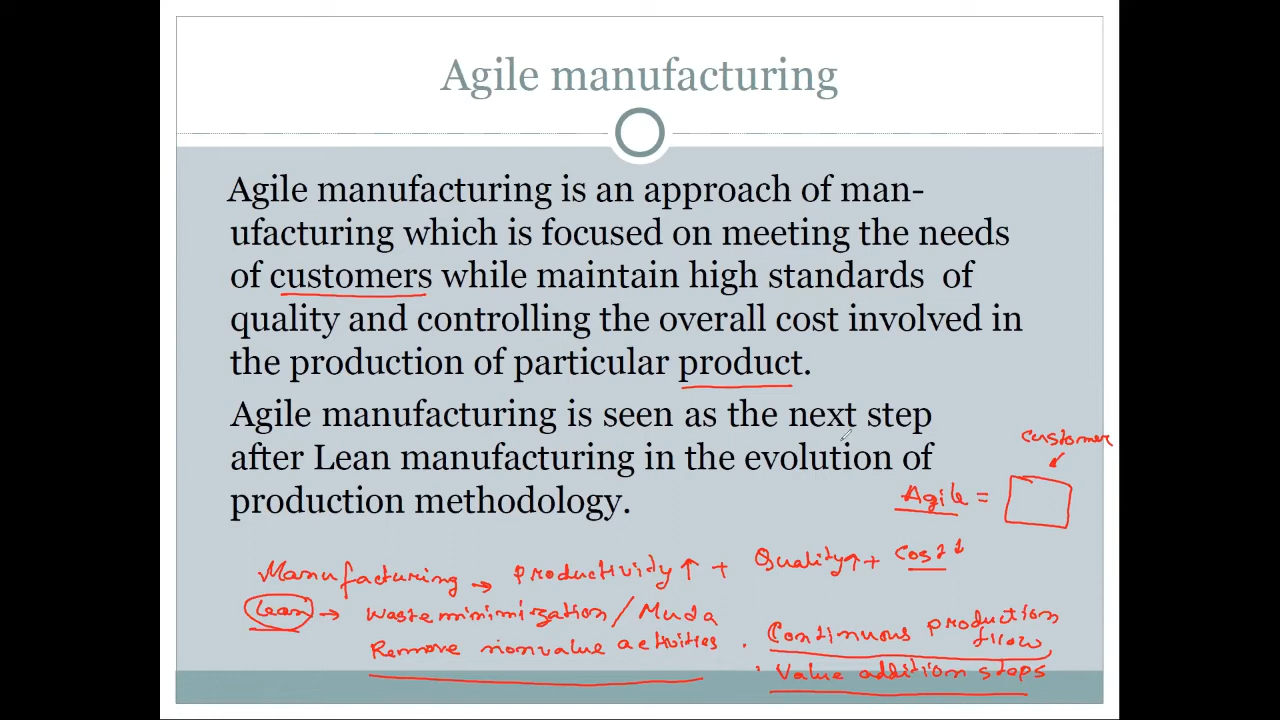 Agile manufacturing
Agile manufacturing is an approach of man-
ufacturing which is focused on meeting the needs
of customers while maintain high standards of
quality and controlling the overall cost involved in
the production of particular product.
Agile manufacturing is seen as the next step
after Lean manufacturing in the evolution of
production methodology.
Customer
Agile =
Manufacturing → Productivity ↑ + Quality ↑ + Cost ↓
Lean → Waste minimization / Muda
Remove nonvalue activities
· Continuous production
flow
· Value addition steps